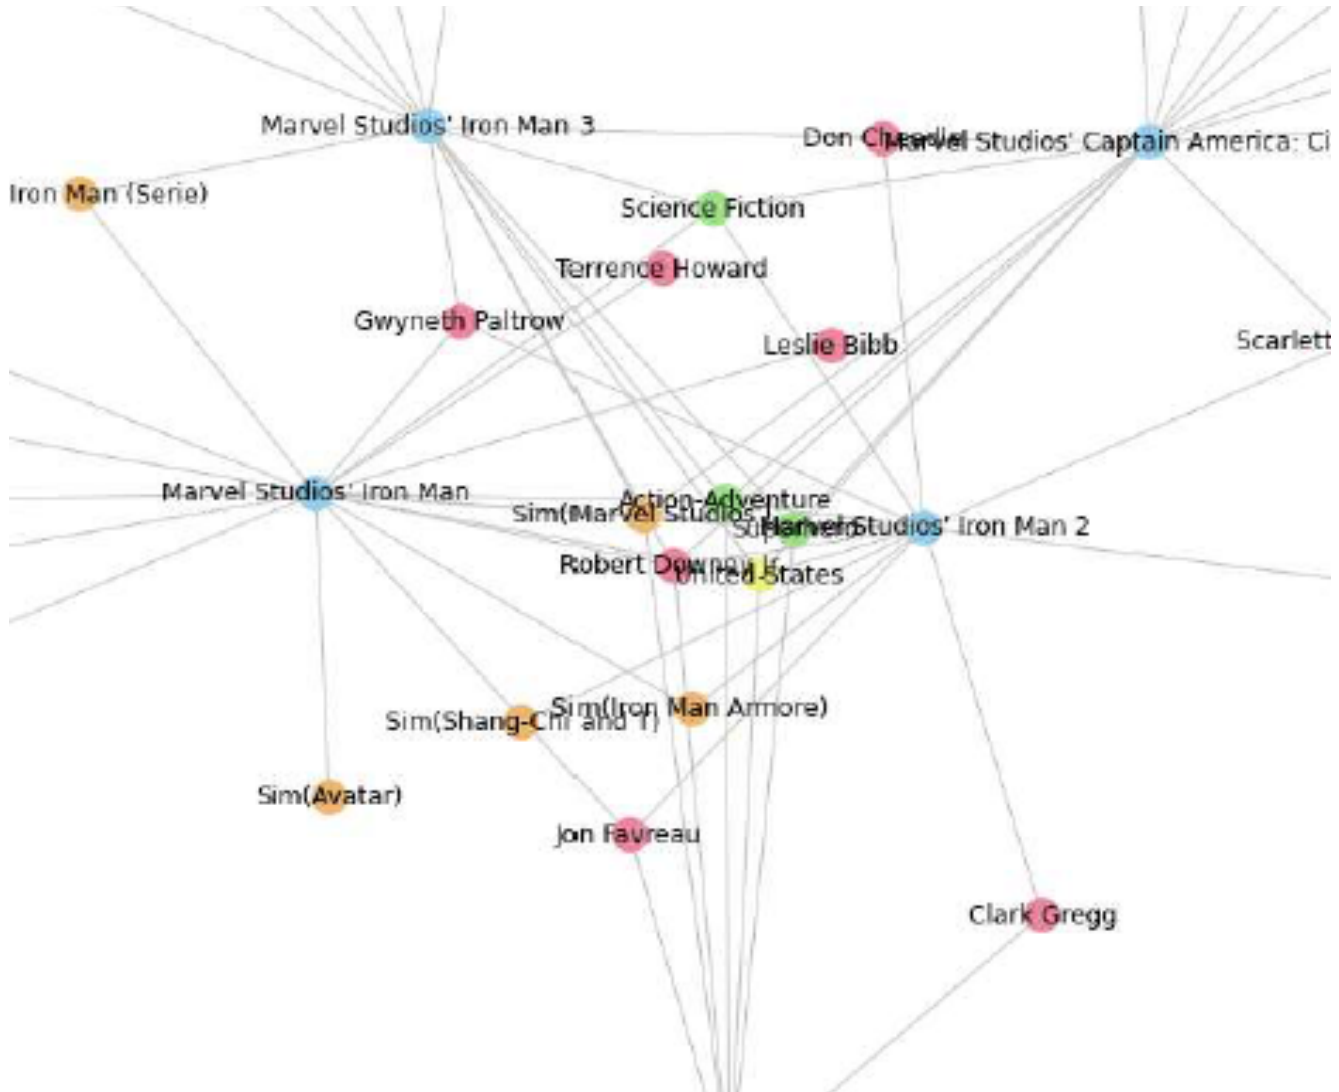 Marvel Studios' Iron Man 3
Don Cheadle
Marvel Studios' Captain America: Ci
Iron Man (Serie)
Science Fiction
Terrence Howard
Gwyneth Paltrow
Leslie Bibb
Scarlett
Marvel Studios' Iron Man
Action-Adventure
Sim(Marvel Studios
Marvel Studios' Iron Man 2
Robert Downey Jr.
United States
Sim(Iron Man Armore)
Sim(Shang-Chi and T)
Sim(Avatar)
Jon Favreau
Clark Gregg